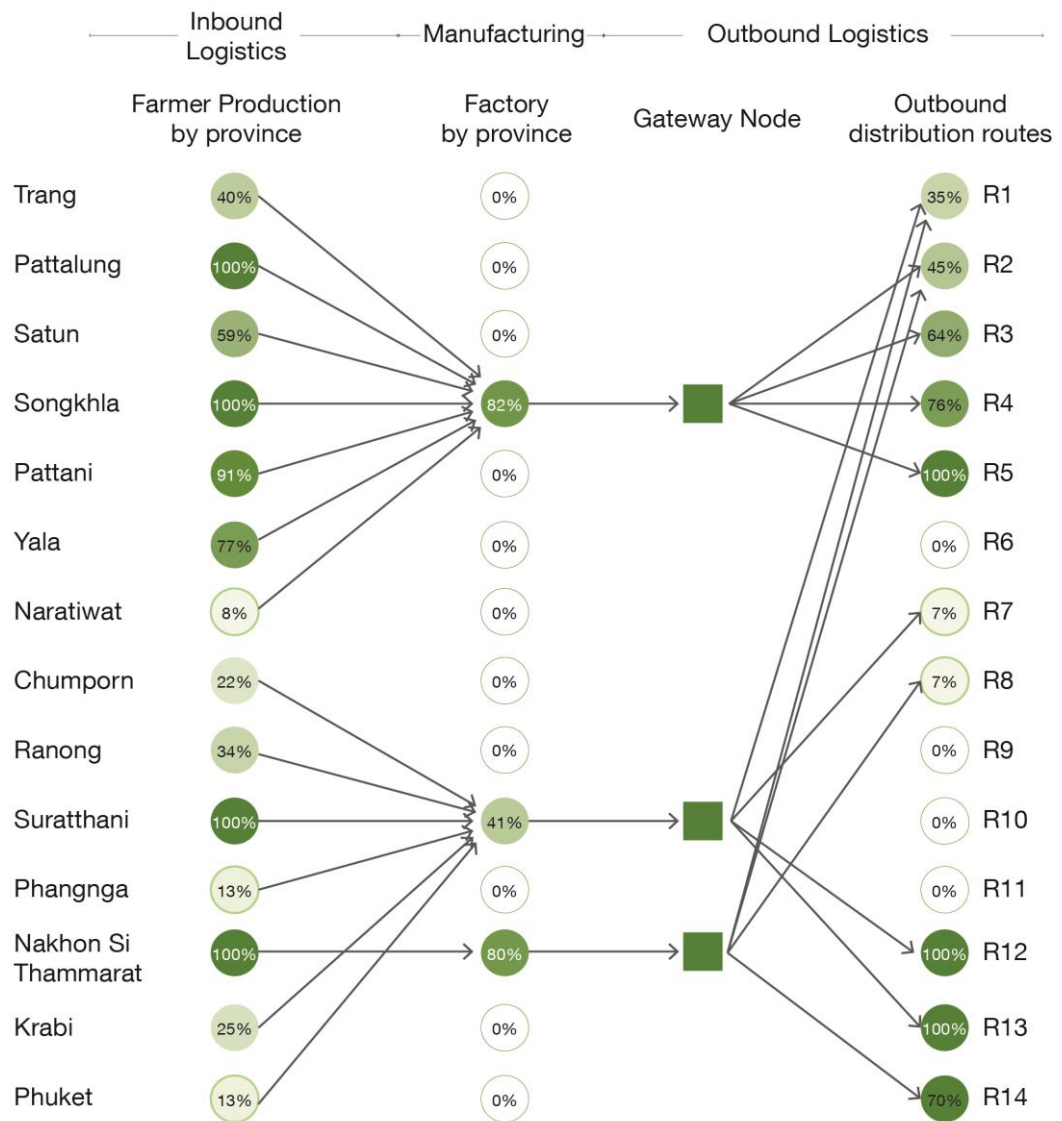 Inbound
Logistics
Manufacturing
Outbound Logistics
Farmer Production
by province
Factory
by province
Gateway Node
Outbound
distribution routes
Trang 40% 0% 35% R1
Pattalung 100% 0% 45% R2
Satun 59% 0% 64% R3
Songkhla 100% 82% 76% R4
Pattani 91% 0% 100% R5
Yala 77% 0% 0% R6
Naratiwat 8% 0% 7% R7
Chumporn 22% 0% 7% R8
Ranong 34% 0% 0% R9
Suratthani 100% 41% 0% R10
Phangnga 13% 0% 0% R11
Nakhon Si
Thammarat 100% 80% 100% R12
Krabi 25% 0% 100% R13
Phuket 13% 0% 70% R14